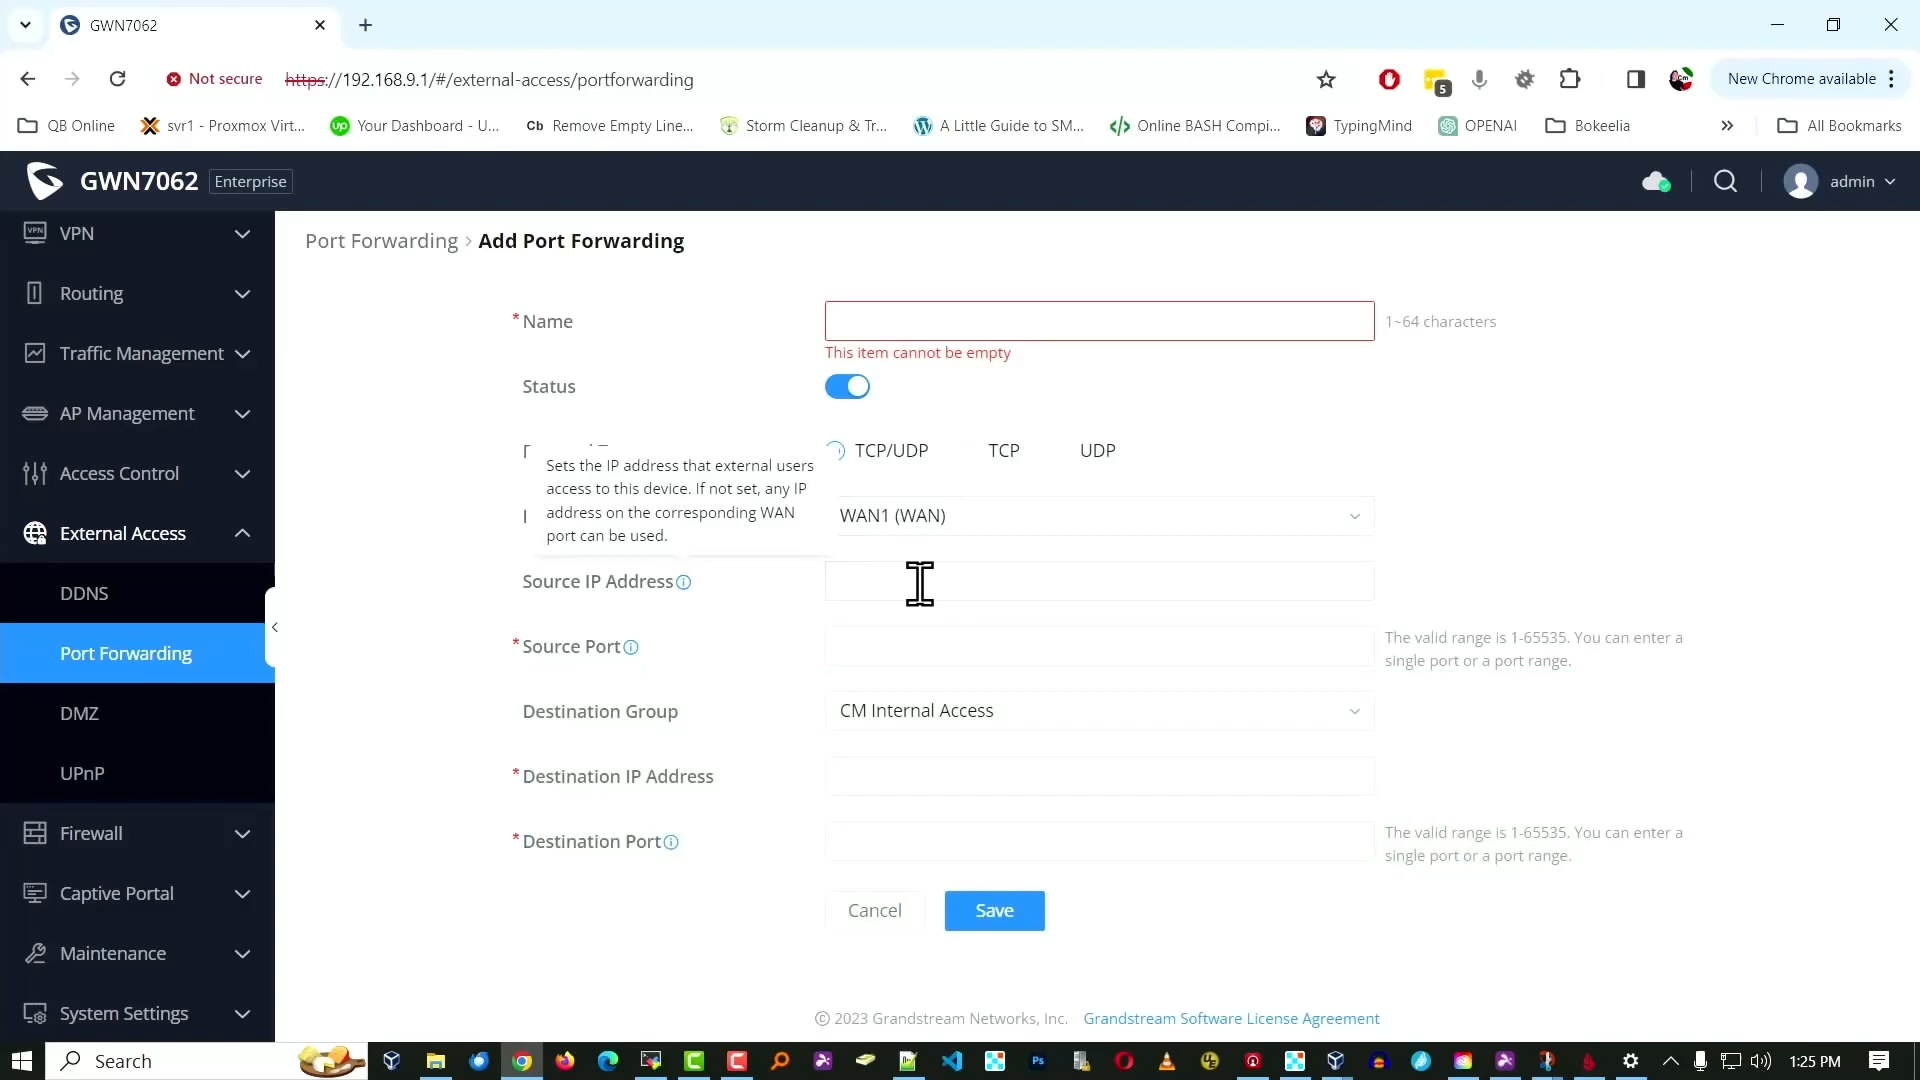 GWN7062
Not secure
https://192.168.9.1/#/external-access/portforwarding
5
New Chrome available
QB Online
svr1 - Proxmox Virt...
up
Your Dashboard - U...
Cb
Remove Empty Line...
Storm Cleanup & Tr...
A Little Guide to SM...
Online BASH Compi...
TypingMind
OPENAI
Bokeelia
All Bookmarks
GWN7062
Enterprise
admin
VPN
VPN
Routing
Traffic Management
AP Management
Access Control
External Access
DDNS
Port Forwarding
DMZ
UPnP
Firewall
Captive Portal
Maintenance
System Settings
Port Forwarding > Add Port Forwarding
* Name
1~64 characters
This item cannot be empty
Status
TCP/UDP
TCP
UDP
Sets the IP address that external users
access to this device. If not set, any IP
address on the corresponding WAN
port can be used.
WAN1 (WAN)
Source IP Address
* Source Port
The valid range is 1-65535. You can enter a
single port or a port range.
Destination Group
CM Internal Access
* Destination IP Address
* Destination Port
The valid range is 1-65535. You can enter a
single port or a port range.
Cancel
Save
© 2023 Grandstream Networks, Inc. Grandstream Software License Agreement
Search
Ps
UE
1:25 PM